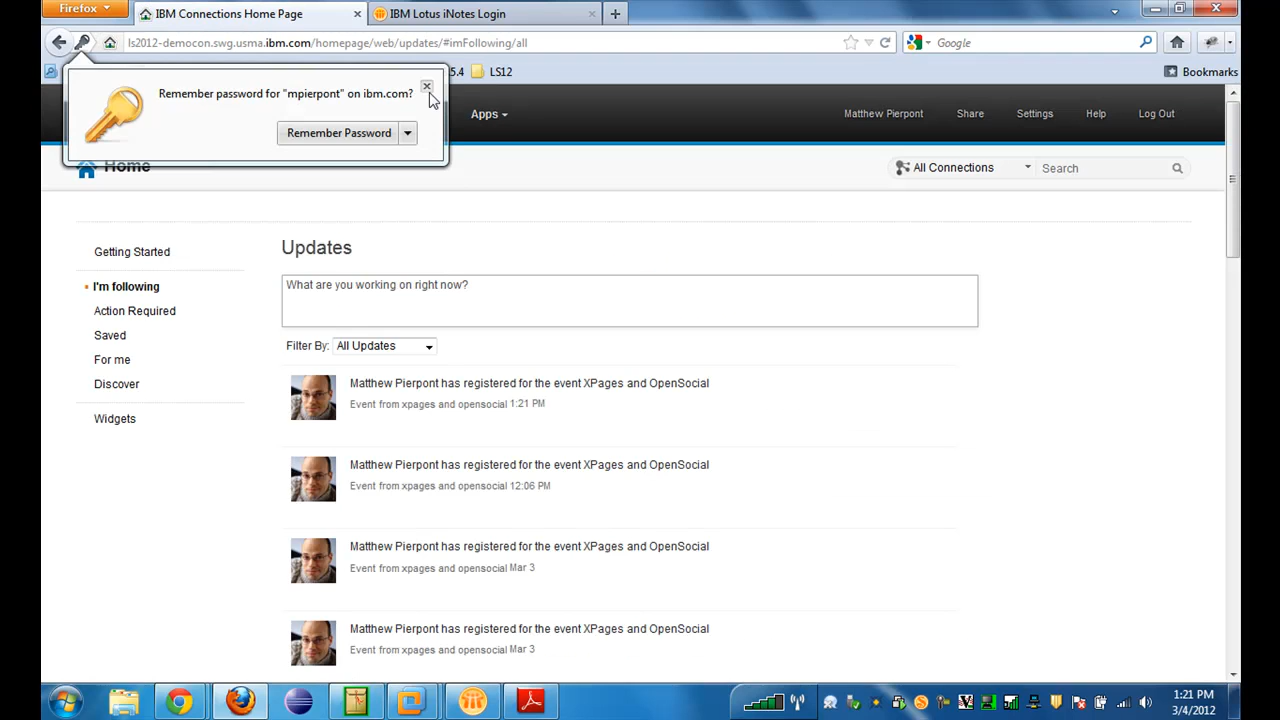 Firefox
IBM Connections Home Page
IBM Lotus iNotes Login
ls2012-democon.swg.usma.ibm.com/homepage/web/updates/#imFollowing/all
Google
5.4
LS12
Bookmarks
Remember password for "mpierpont" on ibm.com?
Remember Password
Apps
Matthew Pierpont
Share
Settings
Help
Log Out
Home
All Connections
Search
Getting Started
I'm following
Action Required
Saved
For me
Discover
Widgets
Updates
What are you working on right now?
Filter By: All Updates
Matthew Pierpont has registered for the event XPages and OpenSocial
Event from xpages and opensocial 1:21 PM
Matthew Pierpont has registered for the event XPages and OpenSocial
Event from xpages and opensocial 12:06 PM
Matthew Pierpont has registered for the event XPages and OpenSocial
Event from xpages and opensocial Mar 3
Matthew Pierpont has registered for the event XPages and OpenSocial
Event from xpages and opensocial Mar 3
1:21 PM
3/4/2012